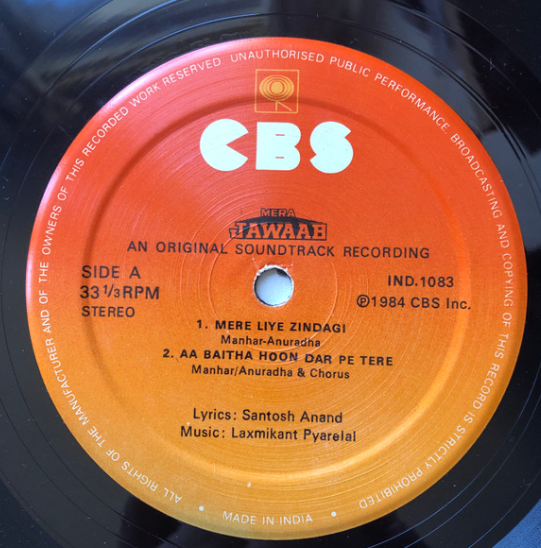 ALL RIGHTS OF THE MANUFACTURER AND OF THE OWNERS OF THIS RECORDED WORK RESERVED UNAUTHORISED PUBLIC PERFORMANCE, BROADCASTING AND COPYING OF THIS RECORD IS STRICTLY PROHIBITED
CBS
MERA
JAWAAB
AN ORIGINAL SOUNDTRACK RECORDING
SIDE A
33 1/3 RPM
STEREO
IND.1083
℗1984 CBS Inc.
1. MERE LIYE ZINDAGI
Manhar-Anuradha
2. AA BAITHA HOON DAR PE TERE
Manhar/Anuradha & Chorus
Lyrics: Santosh Anand
Music: Laxmikant Pyarelal
• MADE IN INDIA •